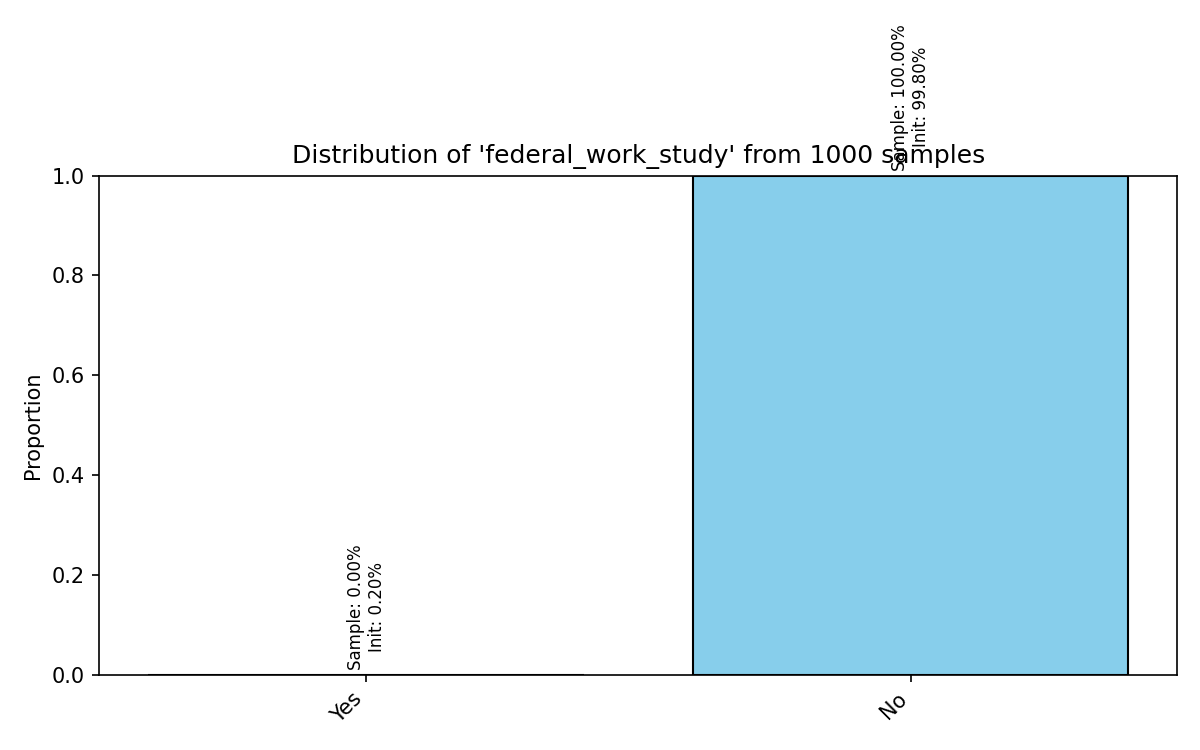 Sample: 100.00%
Init: 99.80%
Distribution of 'federal_work_study' from 1000 samples
1.0
0.8
0.6
0.4
0.2
0.0
Proportion
Sample: 0.00%
Init: 0.20%
Yes
No